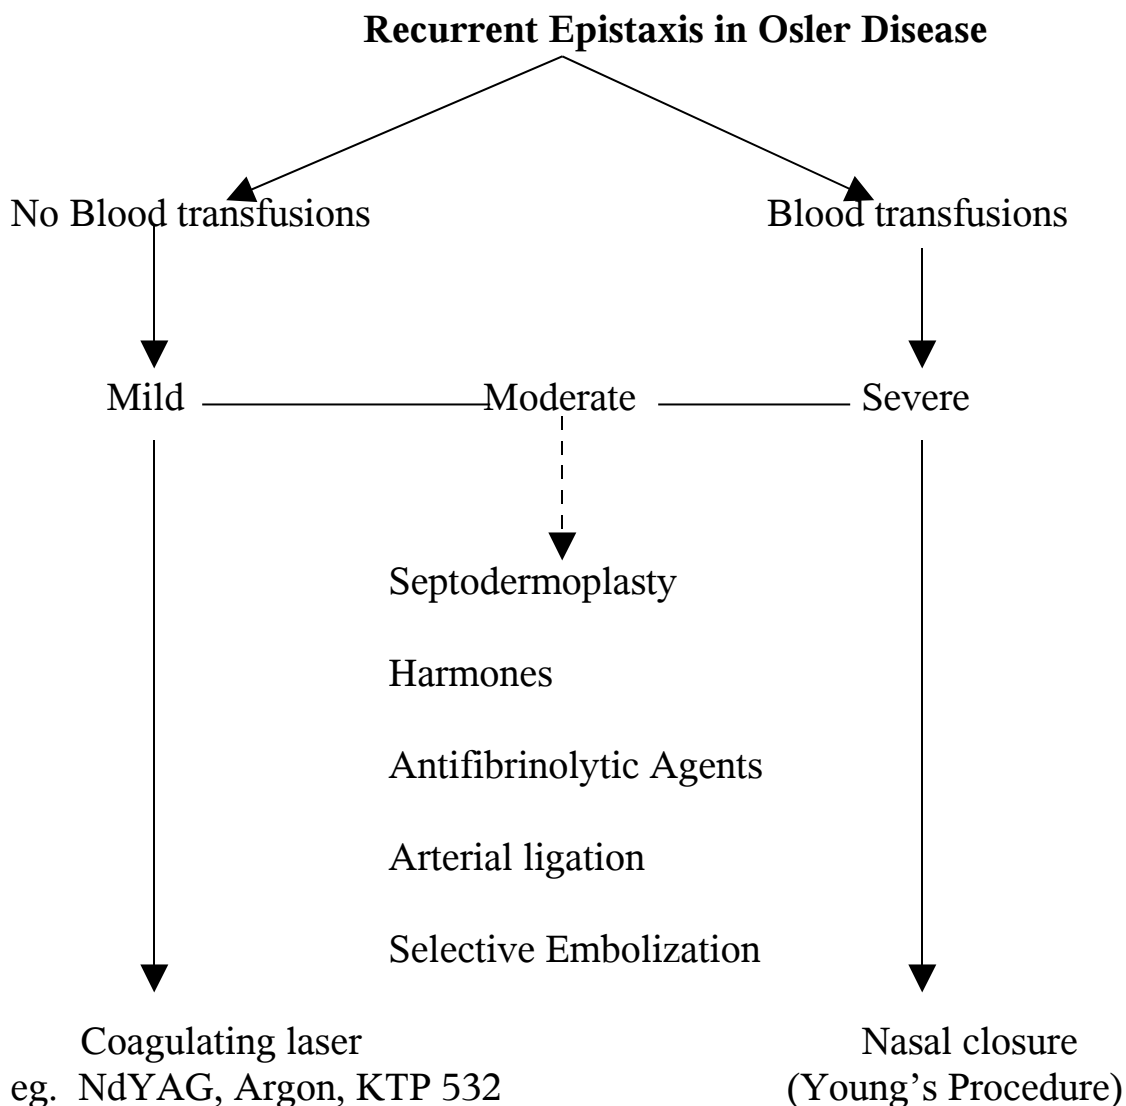 Recurrent Epistaxis in Osler Disease
No Blood transfusions
Blood transfusions
Mild
Moderate
Severe
Septodermoplasty
Harmones
Antifibrinolytic Agents
Arterial ligation
Selective Embolization
Coagulating laser
eg. NdYAG, Argon, KTP 532
Nasal closure
(Young’s Procedure)